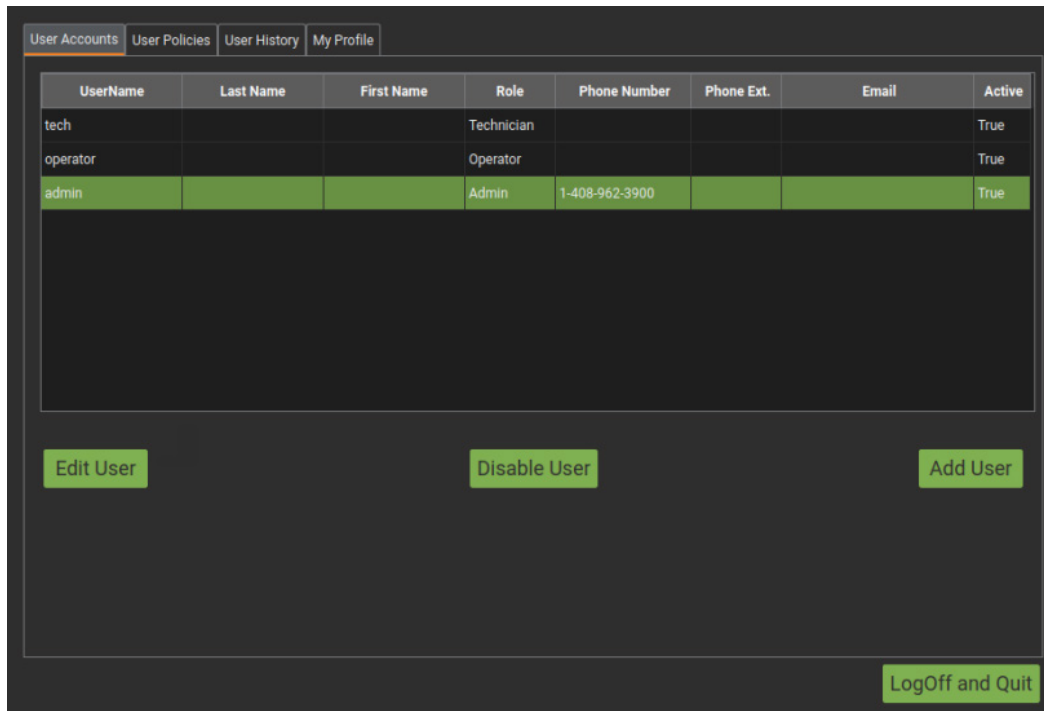 User Accounts User Policies User History My Profile
UserName Last Name First Name Role Phone Number Phone Ext. Email Active
tech Technician True
operator Operator True
admin Admin 1-408-962-3900 True
Edit User Disable User Add User
LogOff and Quit